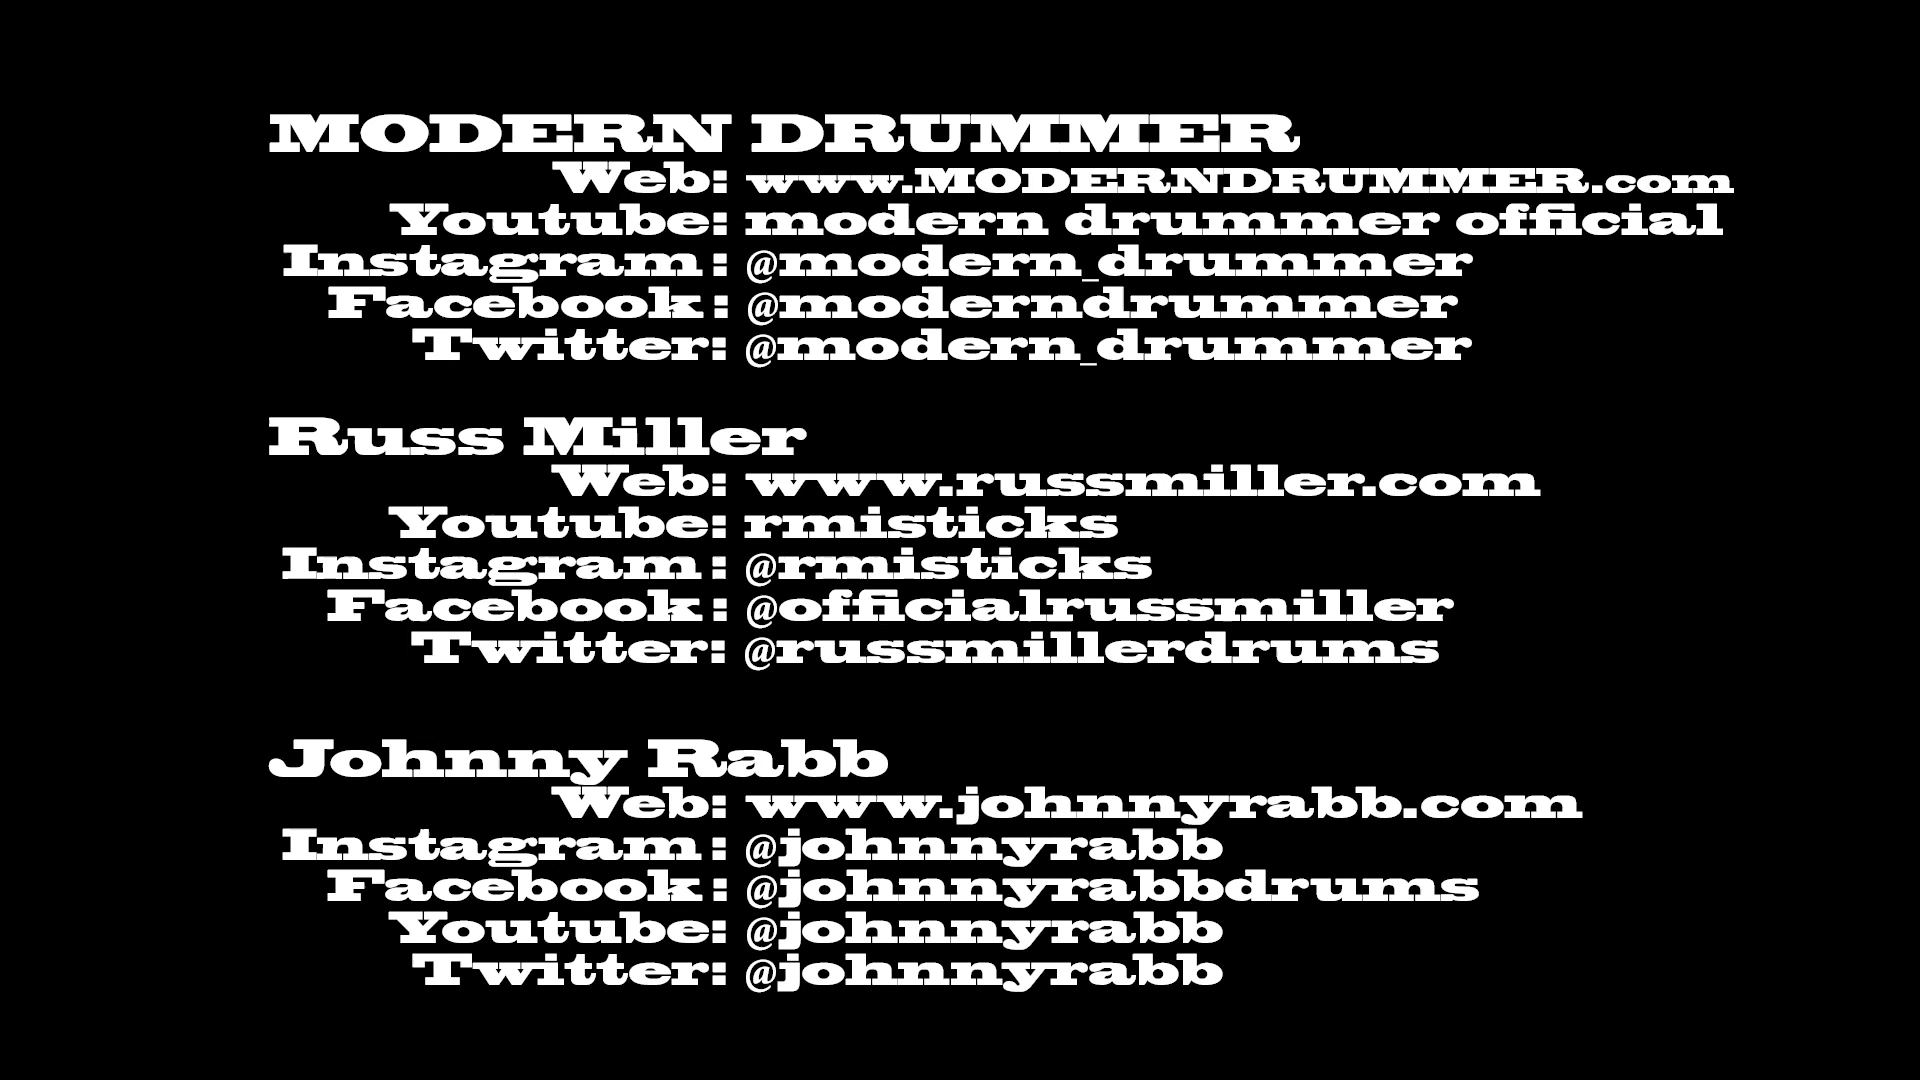 MODERN DRUMMER
Web: www.MODERNDRUMMER.com
Youtube: modern drummer official
Instagram: @modern_drummer
Facebook: @moderndrummer
Twitter: @modern_drummer
Russ Miller
Web: www.russmiller.com
Youtube: rmisticks
Instagram: @rmisticks
Facebook: @officialrussmiller
Twitter: @russmillerdrums
Johnny Rabb
Web: www.johnnyrabb.com
Instagram: @johnnyrabb
Facebook: @johnnyrabbdrums
Youtube: @johnnyrabb
Twitter: @johnnyrabb